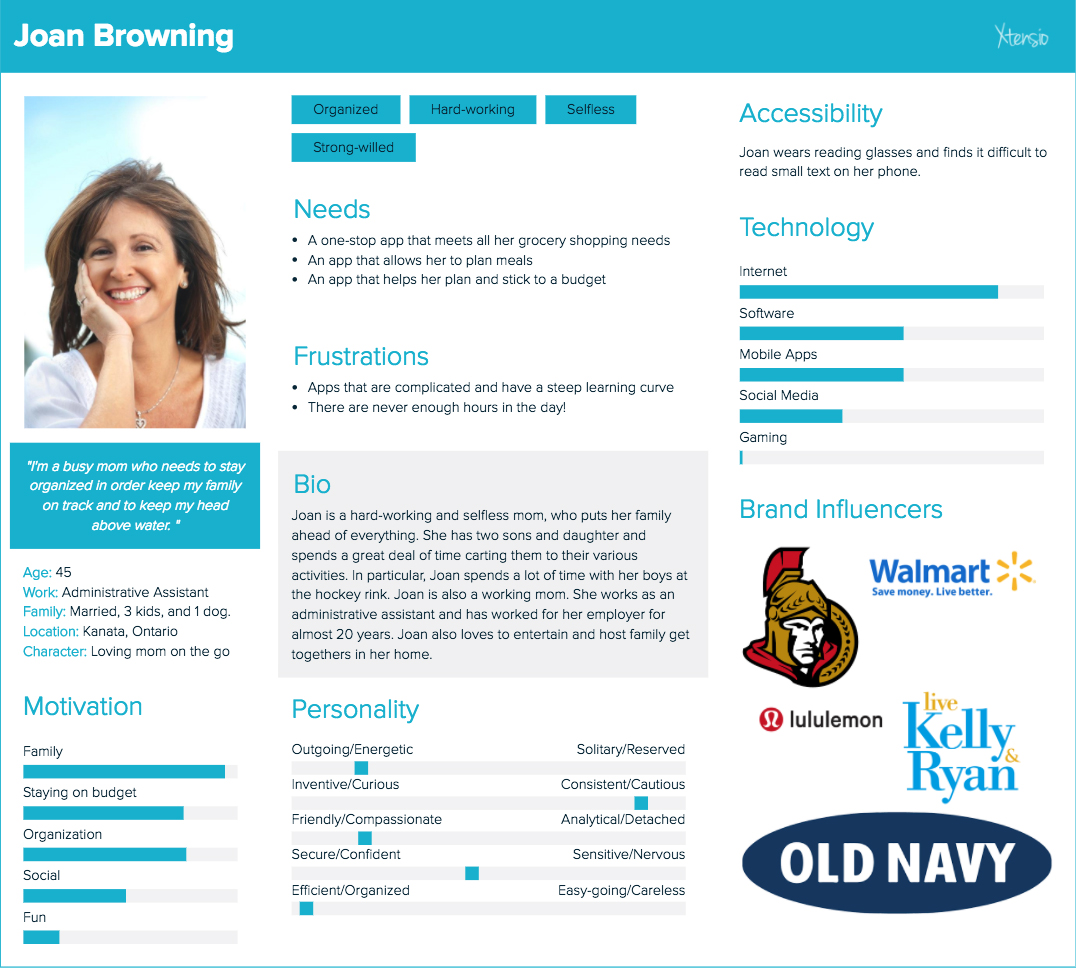 Joan Browning
Xtensio
"I'm a busy mom who needs to stay
organized in order keep my family
on track and to keep my head
above water. "
Age: 45
Work: Administrative Assistant
Family: Married, 3 kids, and 1 dog.
Location: Kanata, Ontario
Character: Loving mom on the go
Motivation
Family
Staying on budget
Organization
Social
Fun
Organized
Hard-working
Selfless
Strong-willed
Needs
• A one-stop app that meets all her grocery shopping needs
• An app that allows her to plan meals
• An app that helps her plan and stick to a budget
Frustrations
• Apps that are complicated and have a steep learning curve
• There are never enough hours in the day!
Bio
Joan is a hard-working and selfless mom, who puts her family
ahead of everything. She has two sons and daughter and
spends a great deal of time carting them to their various
activities. In particular, Joan spends a lot of time with her boys at
the hockey rink. Joan is also a working mom. She works as an
administrative assistant and has worked for her employer for
almost 20 years. Joan also loves to entertain and host family get
togethers in her home.
Personality
Outgoing/Energetic Solitary/Reserved
Inventive/Curious Consistent/Cautious
Friendly/Compassionate Analytical/Detached
Secure/Confident Sensitive/Nervous
Efficient/Organized Easy-going/Careless
Accessibility
Joan wears reading glasses and finds it difficult to
read small text on her phone.
Technology
Internet
Software
Mobile Apps
Social Media
Gaming
Brand Influencers
Walmart
Save money. Live better.
lululemon
live
Kelly
&
Ryan
OLD NAVY